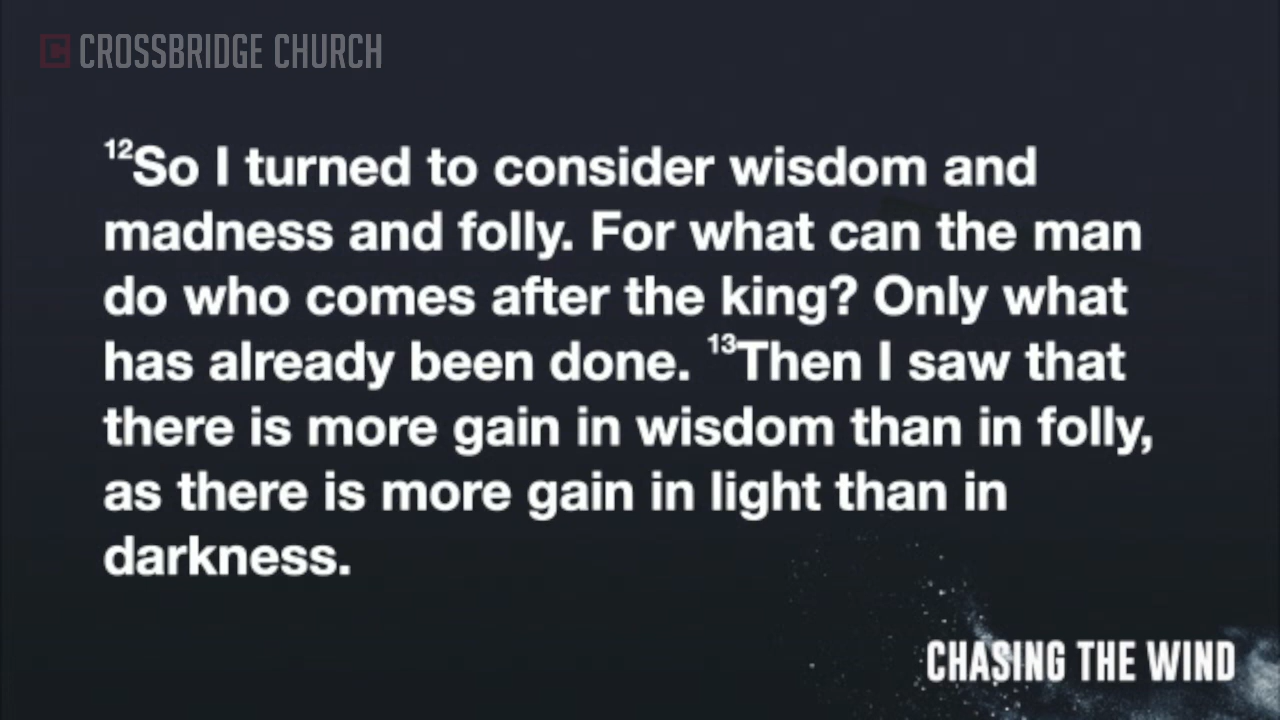 CROSSBRIDGE CHURCH
12So I turned to consider wisdom and
madness and folly. For what can the man
do who comes after the king? Only what
has already been done. 13Then I saw that
there is more gain in wisdom than in folly,
as there is more gain in light than in
darkness.
CHASING THE WIND